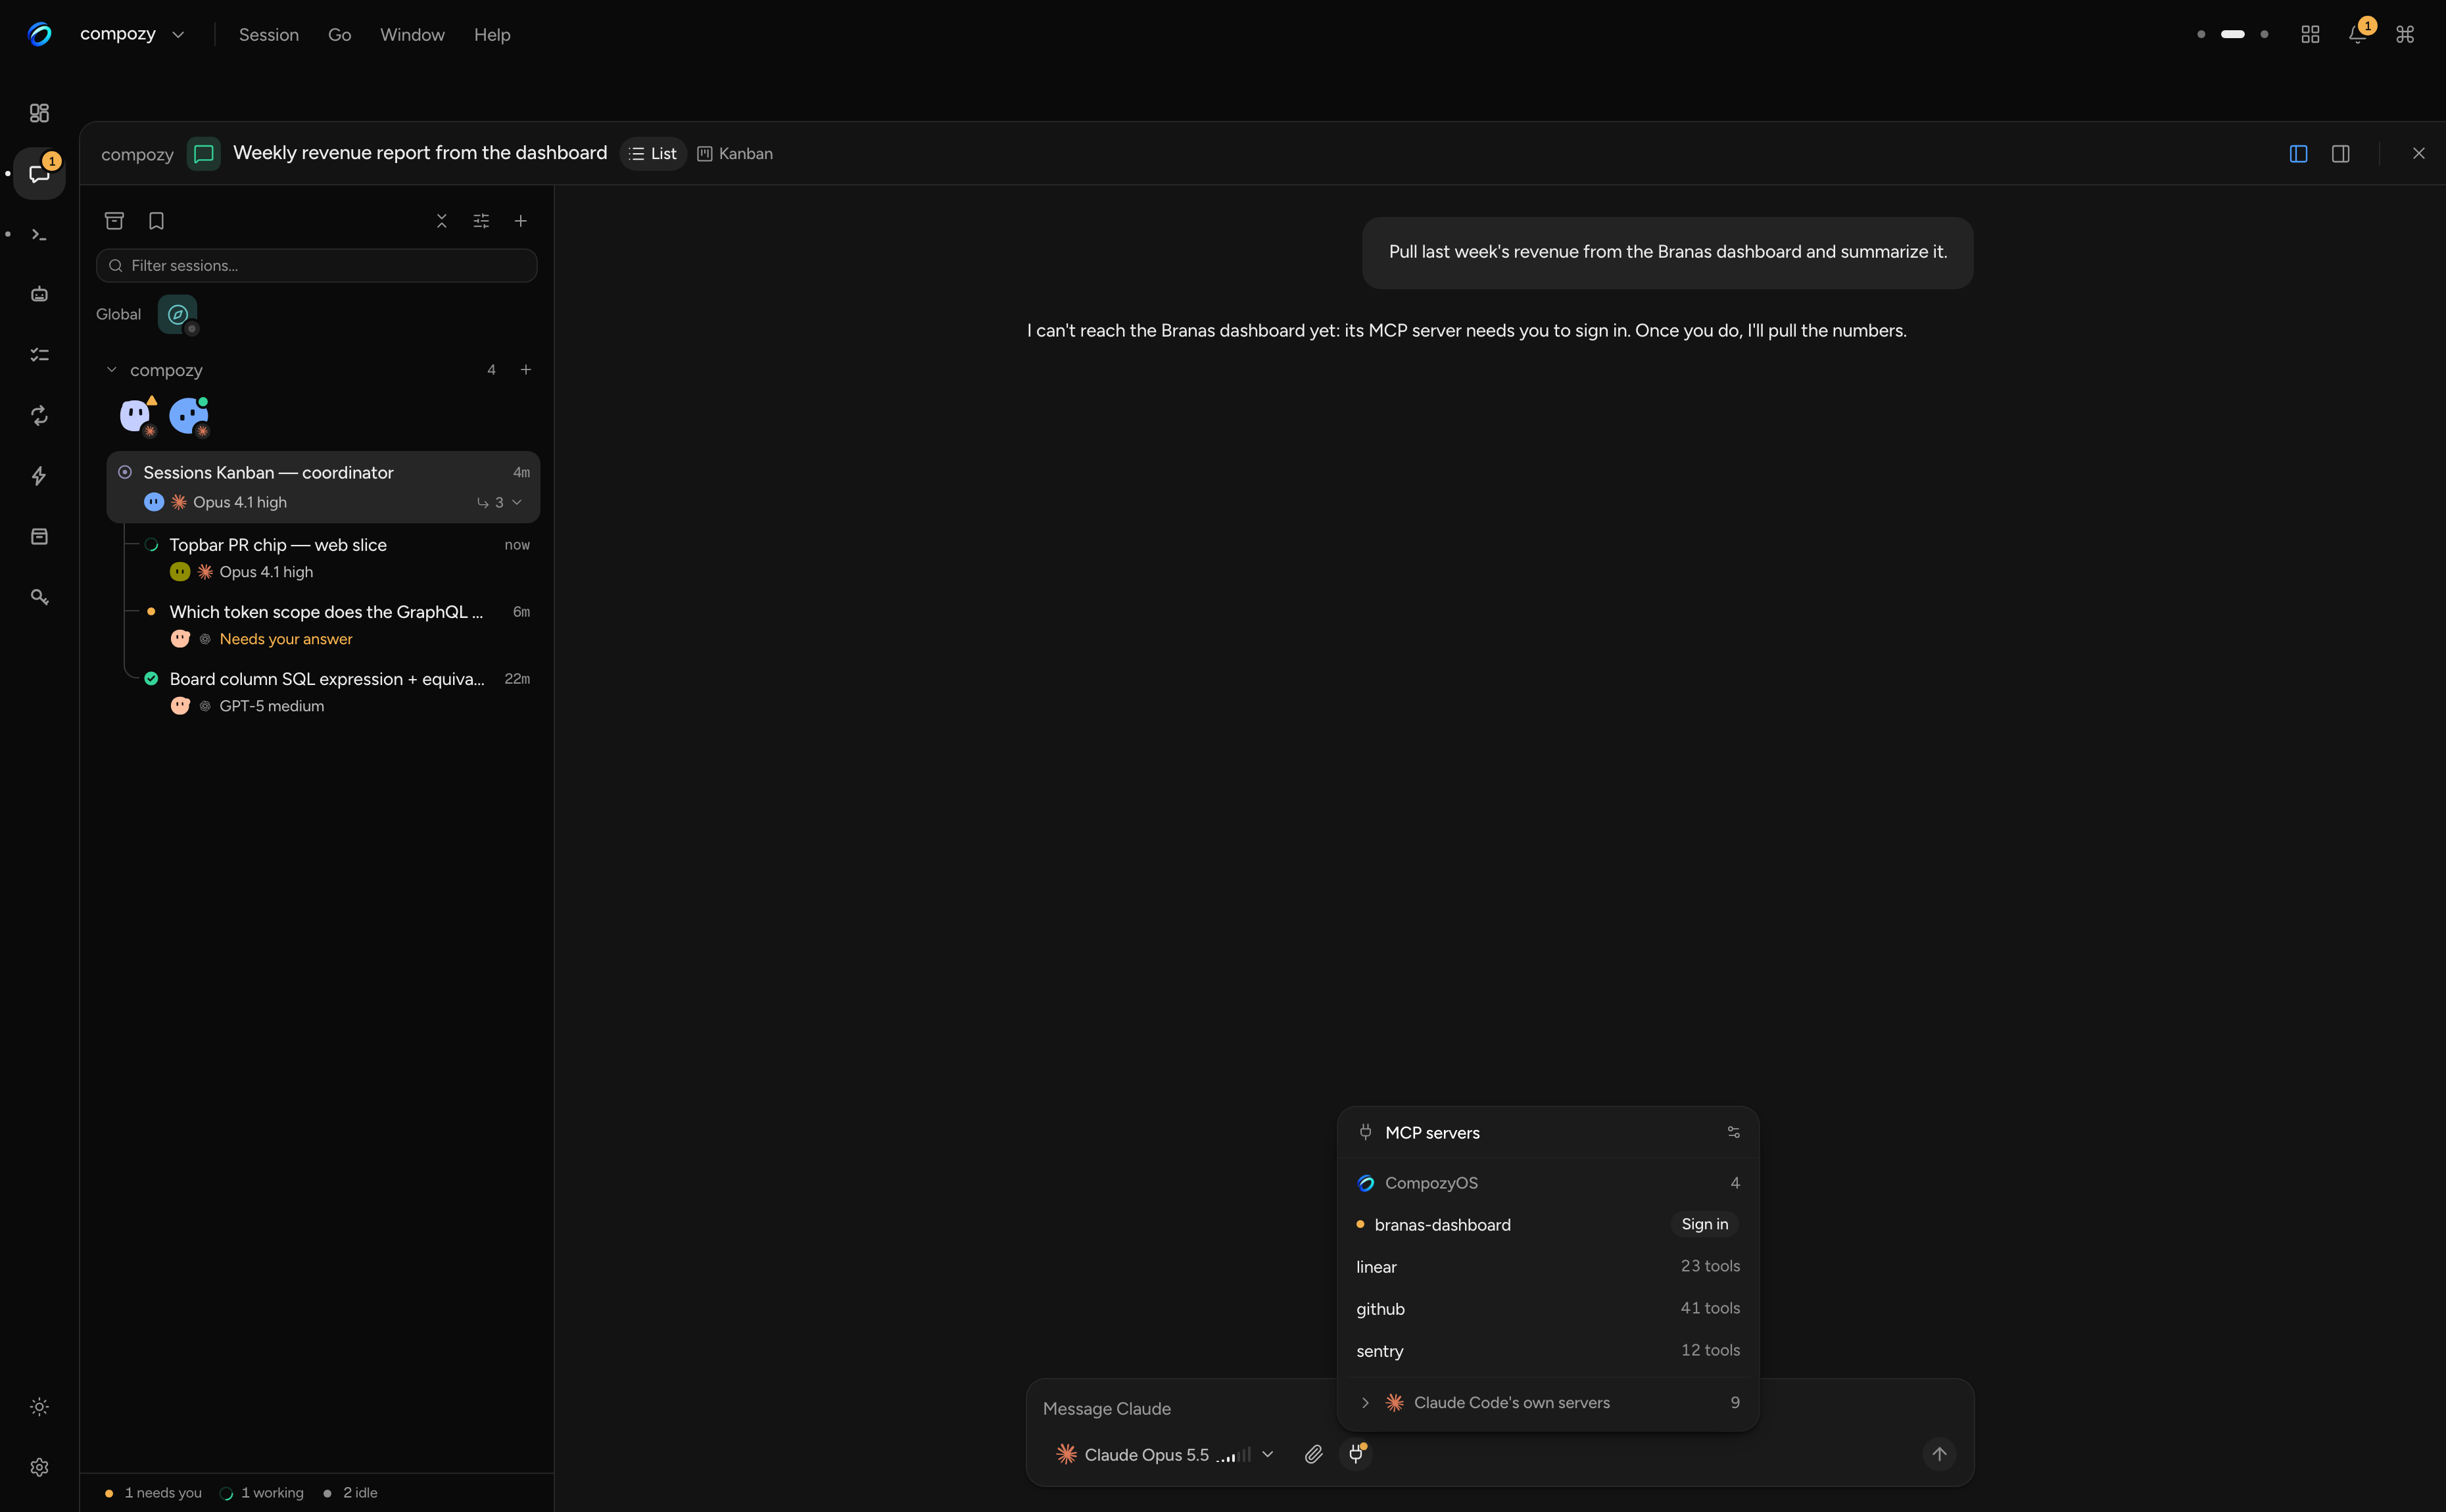 compozy
Session
Go
Window
Help
1
1
compozy
Weekly revenue report from the dashboard
List
Kanban
Filter sessions...
Global
compozy
4
Sessions Kanban — coordinator
4m
Opus 4.1 high
3
Topbar PR chip — web slice
now
Opus 4.1 high
Which token scope does the GraphQL ...
6m
Needs your answer
Board column SQL expression + equiva...
22m
GPT-5 medium
1 needs you
1 working
2 idle
Pull last week's revenue from the Branas dashboard and summarize it.
I can't reach the Branas dashboard yet: its MCP server needs you to sign in. Once you do, I'll pull the numbers.
MCP servers
CompozyOS
4
branas-dashboard
Sign in
linear
23 tools
github
41 tools
sentry
12 tools
Claude Code's own servers
9
Message Claude
Claude Opus 5.5